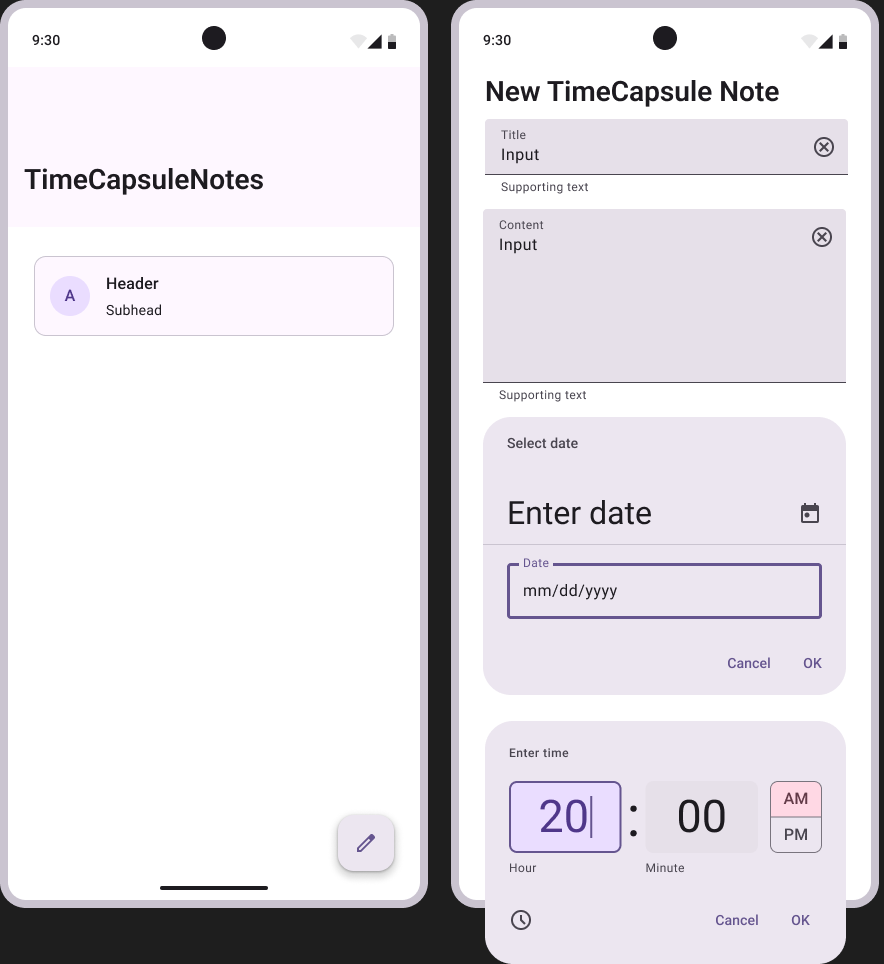 9:30
TimeCapsuleNotes
A
Header
Subhead
9:30
New TimeCapsule Note
Title
Input
Supporting text
Content
Input
Supporting text
Select date
Enter date
Date
mm/dd/yyyy
Cancel OK
Enter time
20 : 00
AM
PM
Hour Minute
Cancel OK